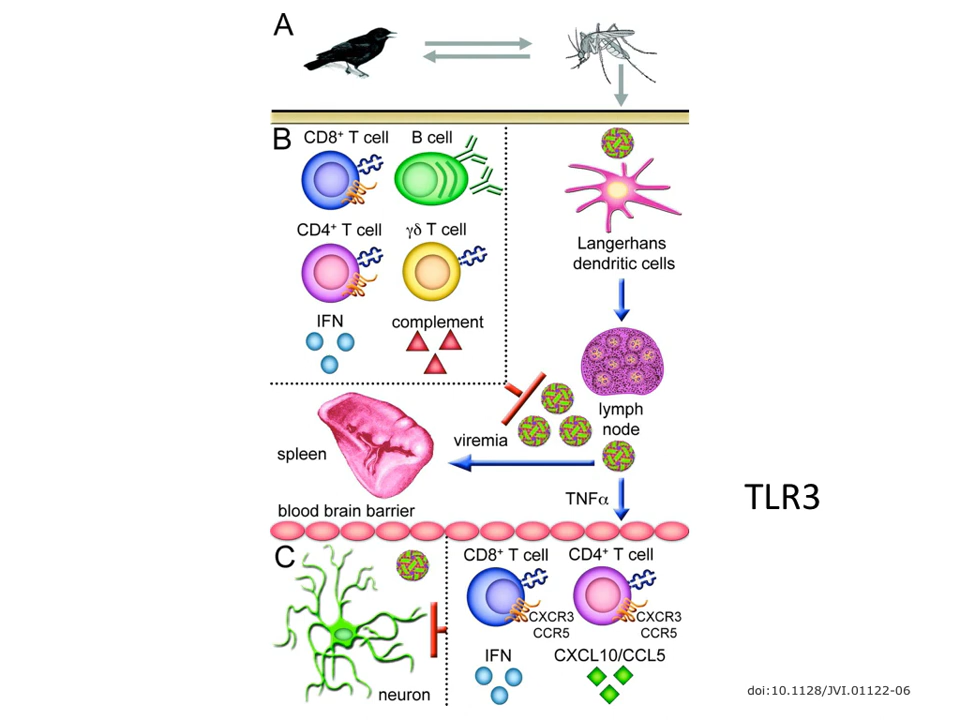 A
B
CD8+ T cell
B cell
CD4+ T cell
γδ T cell
IFN
complement
Langerhans
dendritic cells
lymph
node
viremia
spleen
TNFα
TLR3
blood brain barrier
C
neuron
CD8+ T cell
CD4+ T cell
CXCR3
CCR5
CXCR3
CCR5
IFN
CXCL10/CCL5
doi:10.1128/JVI.01122-06